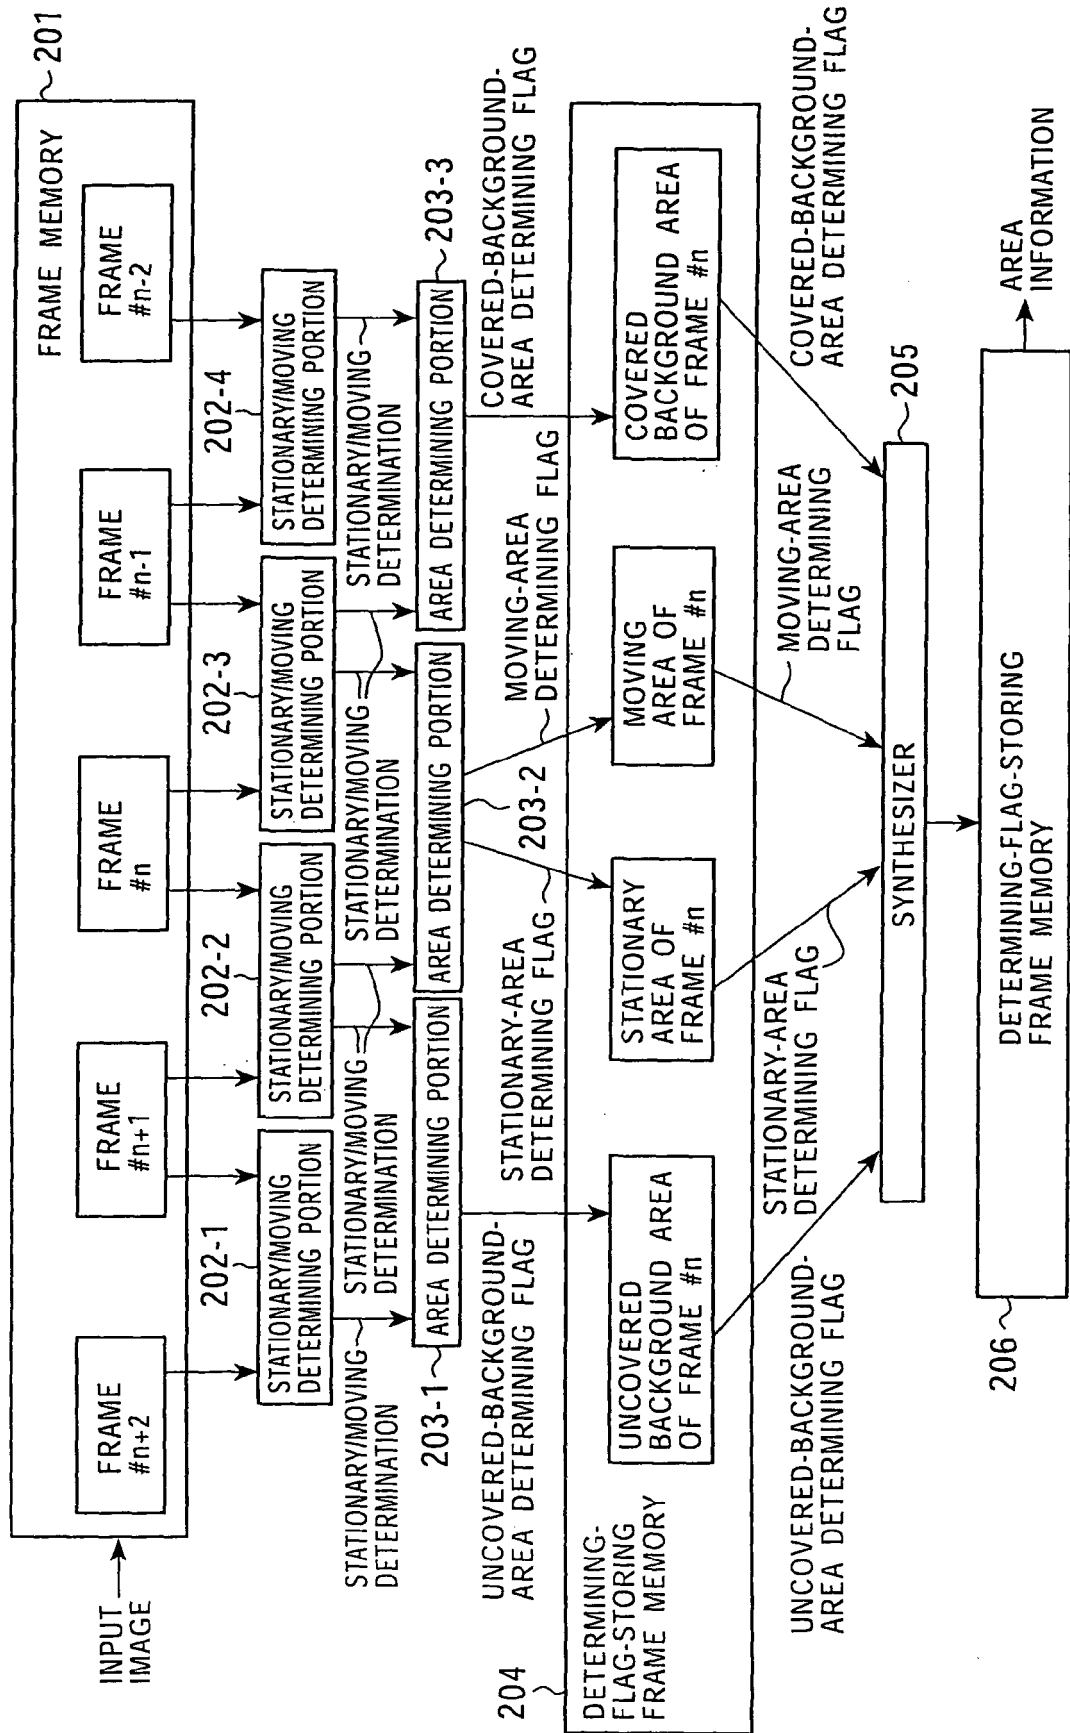 INPUT
IMAGE
FRAME MEMORY
201
FRAME
#n+2
FRAME
#n+1
FRAME
#n
FRAME
#n-1
FRAME
#n-2
202-1
202-2
202-3
202-4
STATIONARY/MOVING
DETERMINING PORTION
STATIONARY/MOVING
DETERMINING PORTION
STATIONARY/MOVING
DETERMINING PORTION
STATIONARY/MOVING
DETERMINING PORTION
STATIONARY/MOVING
DETERMINATION
STATIONARY/MOVING
DETERMINATION
STATIONARY/MOVING
DETERMINATION
STATIONARY/MOVING
DETERMINATION
203-1
AREA DETERMINING PORTION
AREA DETERMINING PORTION
AREA DETERMINING PORTION
203-3
203-2
UNCOVERED-BACKGROUND-
AREA DETERMINING FLAG
STATIONARY-AREA
DETERMINING FLAG
MOVING-AREA
DETERMINING FLAG
COVERED-BACKGROUND-
AREA DETERMINING FLAG
204
DETERMINING-
FLAG-STORING
FRAME MEMORY
UNCOVERED
BACKGROUND AREA
OF FRAME #n
STATIONARY
AREA OF
FRAME #n
MOVING
AREA OF
FRAME #n
COVERED
BACKGROUND AREA
OF FRAME #n
UNCOVERED-BACKGROUND-
AREA DETERMINING FLAG
STATIONARY-AREA
DETERMINING FLAG
MOVING-AREA
DETERMINING
FLAG
COVERED-BACKGROUND-
AREA DETERMINING FLAG
SYNTHESIZER
205
206
DETERMINING-FLAG-STORING
FRAME MEMORY
AREA
INFORMATION